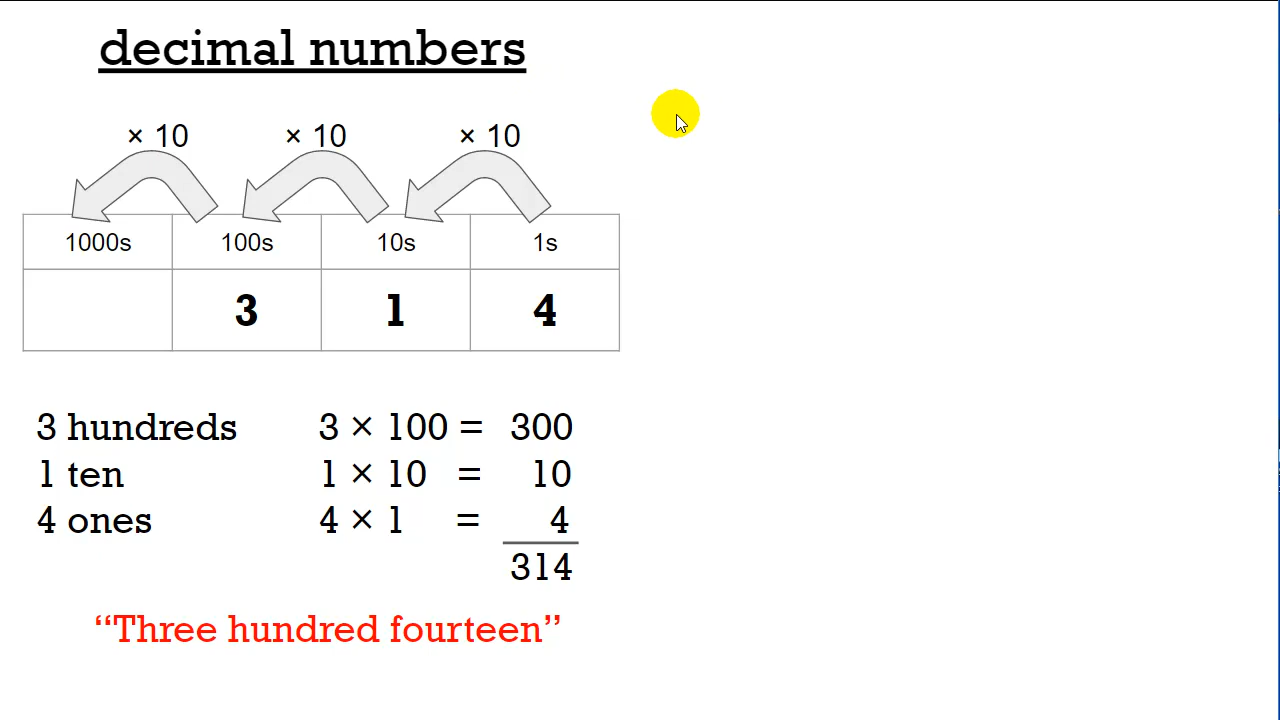 decimal numbers
× 10 × 10 × 10
1000s 100s 10s 1s
3 1 4
3 hundreds 3 × 100 = 300
1 ten 1 × 10 = 10
4 ones 4 × 1 = 4
314
“Three hundred fourteen”